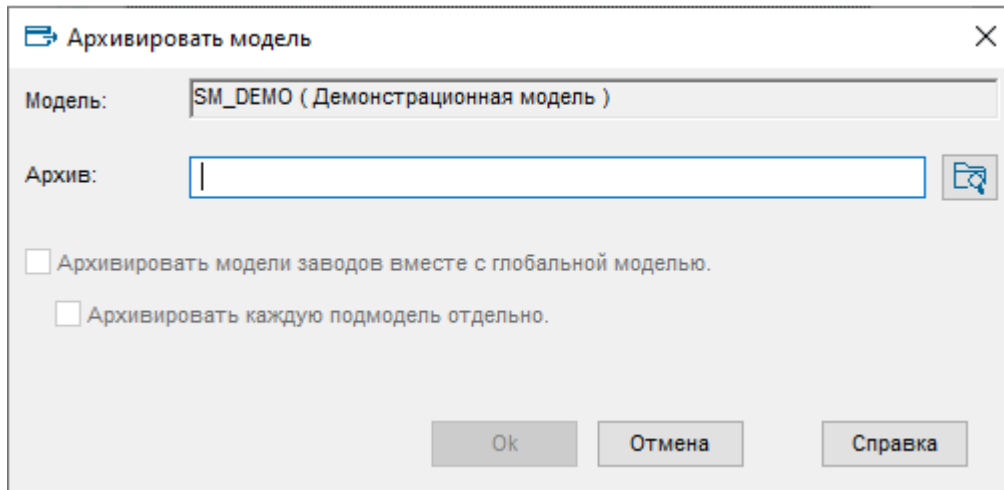 Архивировать модель
Модель: SM_DEMO ( Демонстрационная модель )
Архив:
Архивировать модели заводов вместе с глобальной моделью.
Архивировать каждую подмодель отдельно.
Ok Отмена Справка